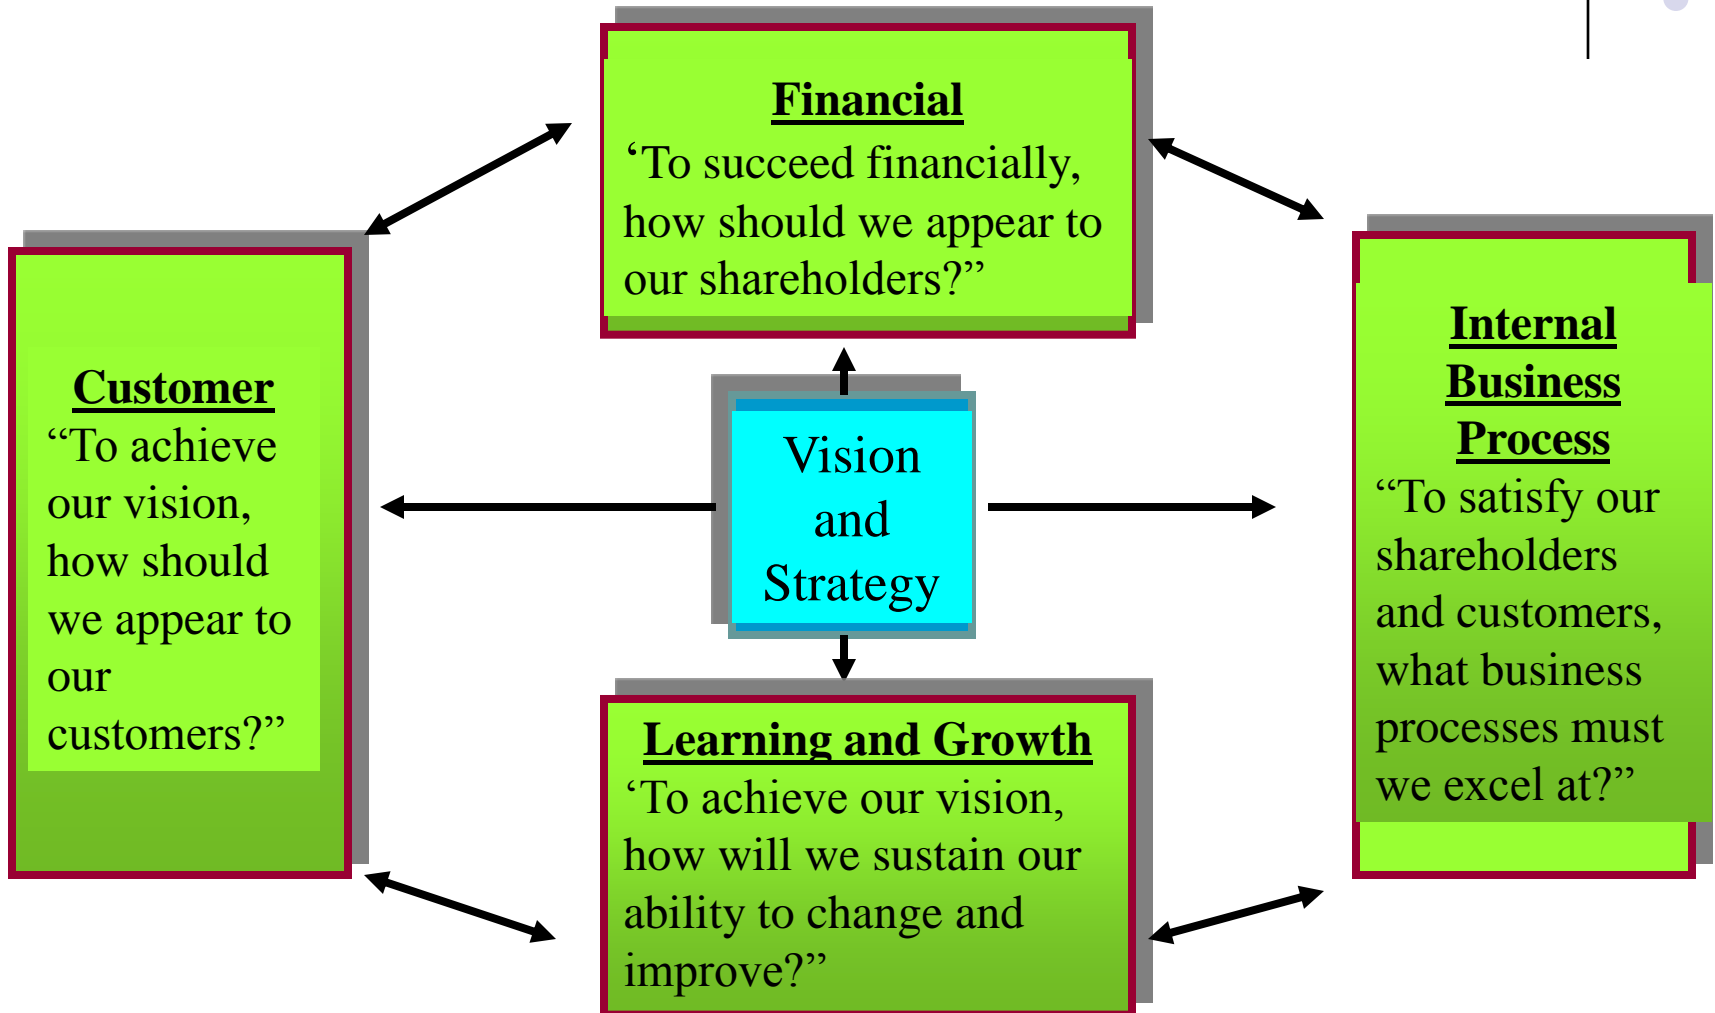 Financial
‘To succeed financially,
how should we appear to
our shareholders?”
Customer
“To achieve
our vision,
how should
we appear to
our
customers?”
Vision
and
Strategy
Internal
Business
Process
“To satisfy our
shareholders
and customers,
what business
processes must
we excel at?”
Learning and Growth
‘To achieve our vision,
how will we sustain our
ability to change and
improve?”